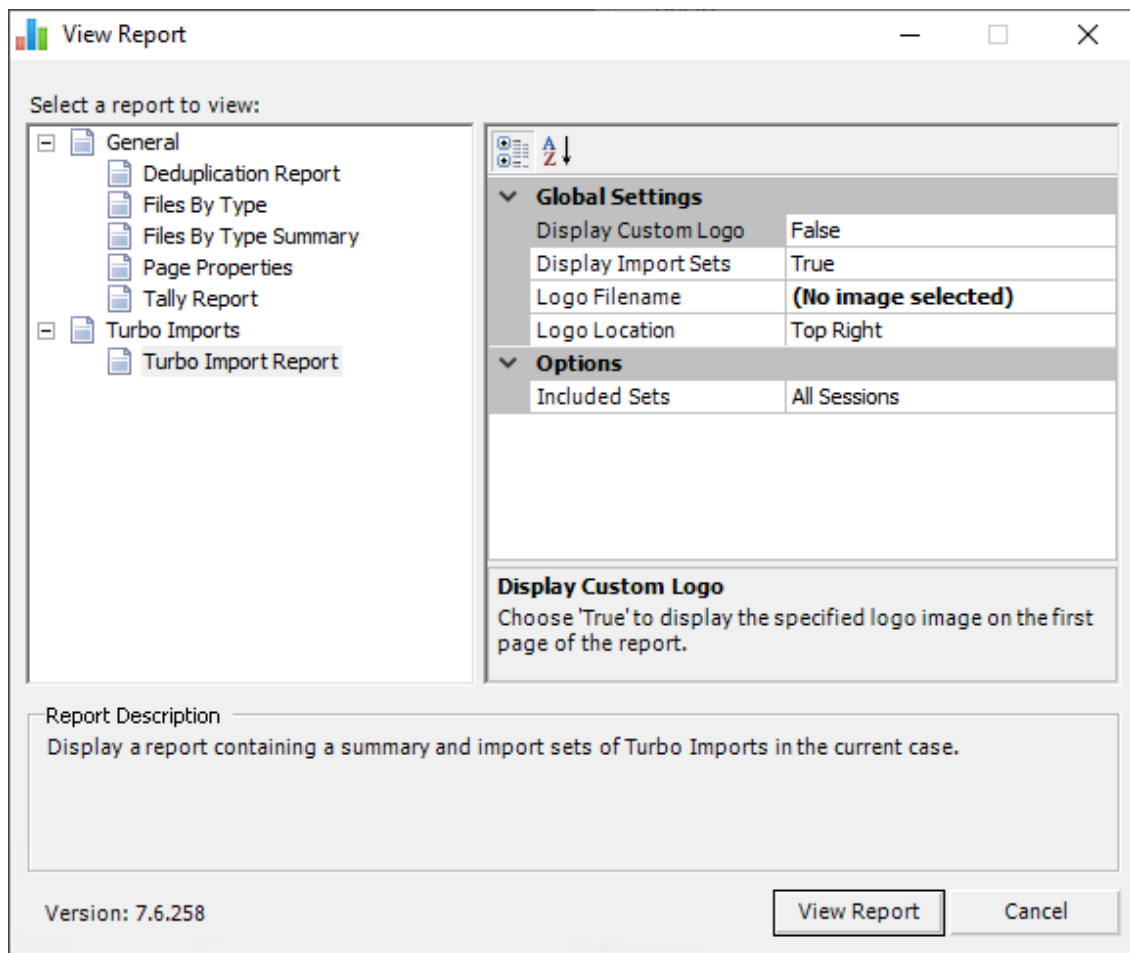 View Report
Select a report to view:
General
Deduplication Report
Files By Type
Files By Type Summary
Page Properties
Tally Report
Turbo Imports
Turbo Import Report
A
Z
Global Settings
Display Custom Logo False
Display Import Sets True
Logo Filename (No image selected)
Logo Location Top Right
Options
Included Sets All Sessions
Display Custom Logo
Choose 'True' to display the specified logo image on the first
page of the report.
Report Description
Display a report containing a summary and import sets of Turbo Imports in the current case.
Version: 7.6.258
View Report Cancel